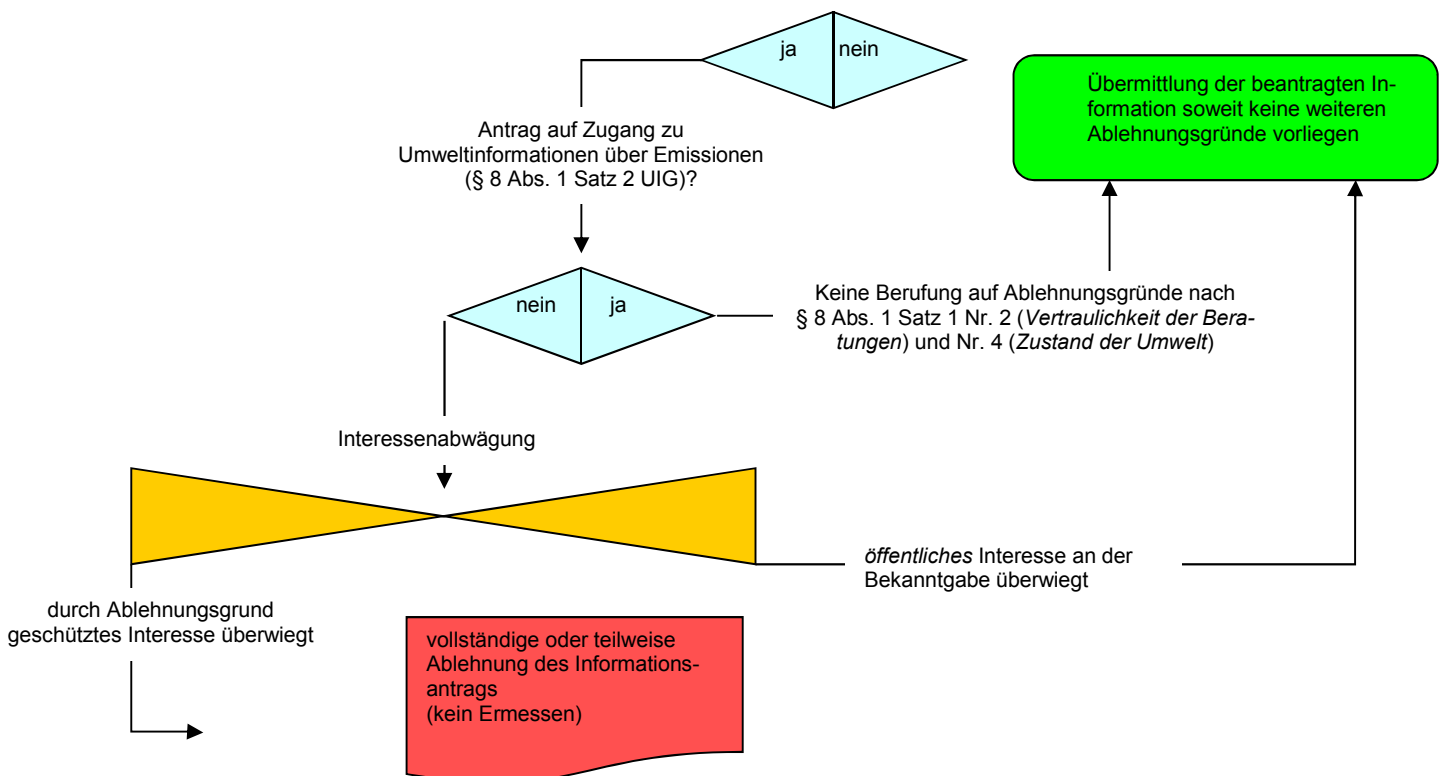 ja
nein
Übermittlung der beantragten In-
formation soweit keine weiteren
Ablehnungsgründe vorliegen
Antrag auf Zugang zu
Umweltinformationen über Emissionen
(§ 8 Abs. 1 Satz 2 UIG)?
nein
ja
Keine Berufung auf Ablehnungsgründe nach
§ 8 Abs. 1 Satz 1 Nr. 2 (Vertraulichkeit der Bera-
tungen) und Nr. 4 (Zustand der Umwelt)
Interessenabwägung
öffentliches Interesse an der
Bekanntgabe überwiegt
durch Ablehnungsgrund
geschütztes Interesse überwiegt
vollständige oder teilweise
Ablehnung des Informations-
antrags
(kein Ermessen)